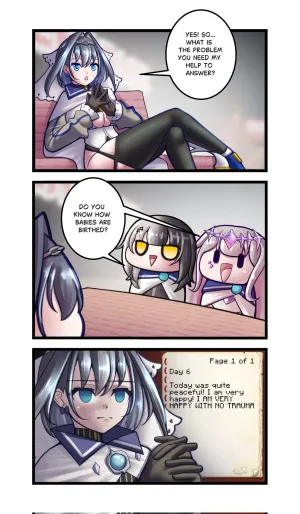 YES! SO...
WHAT IS
THE PROBLEM
YOU NEED MY
HELP TO
ANSWER?
DO YOU
KNOW HOW
BABIES ARE
BIRTHED?
Page 1 of 1
Day 6
Today was quite
peaceful! I am very
happy! I AM VERY
HAPPY WITH NO TRAUMA